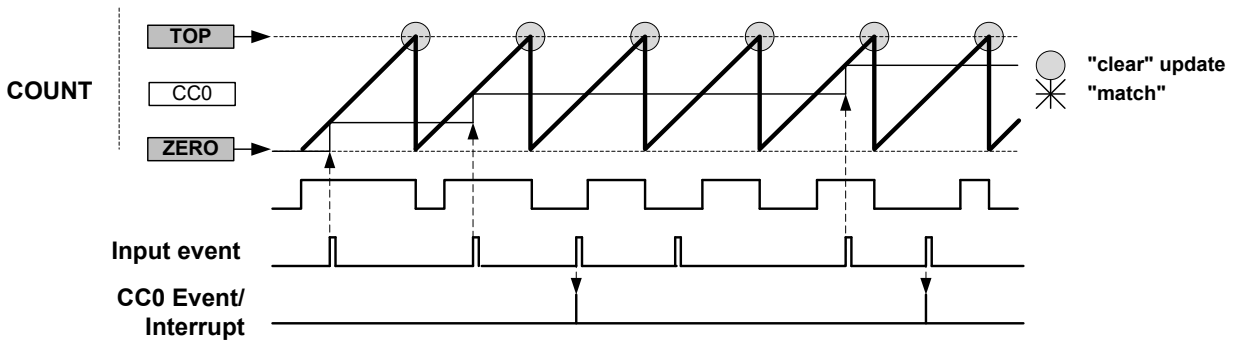 TOP
COUNT
CC0
ZERO
"clear" update
"match"
Input event
CC0 Event/
Interrupt